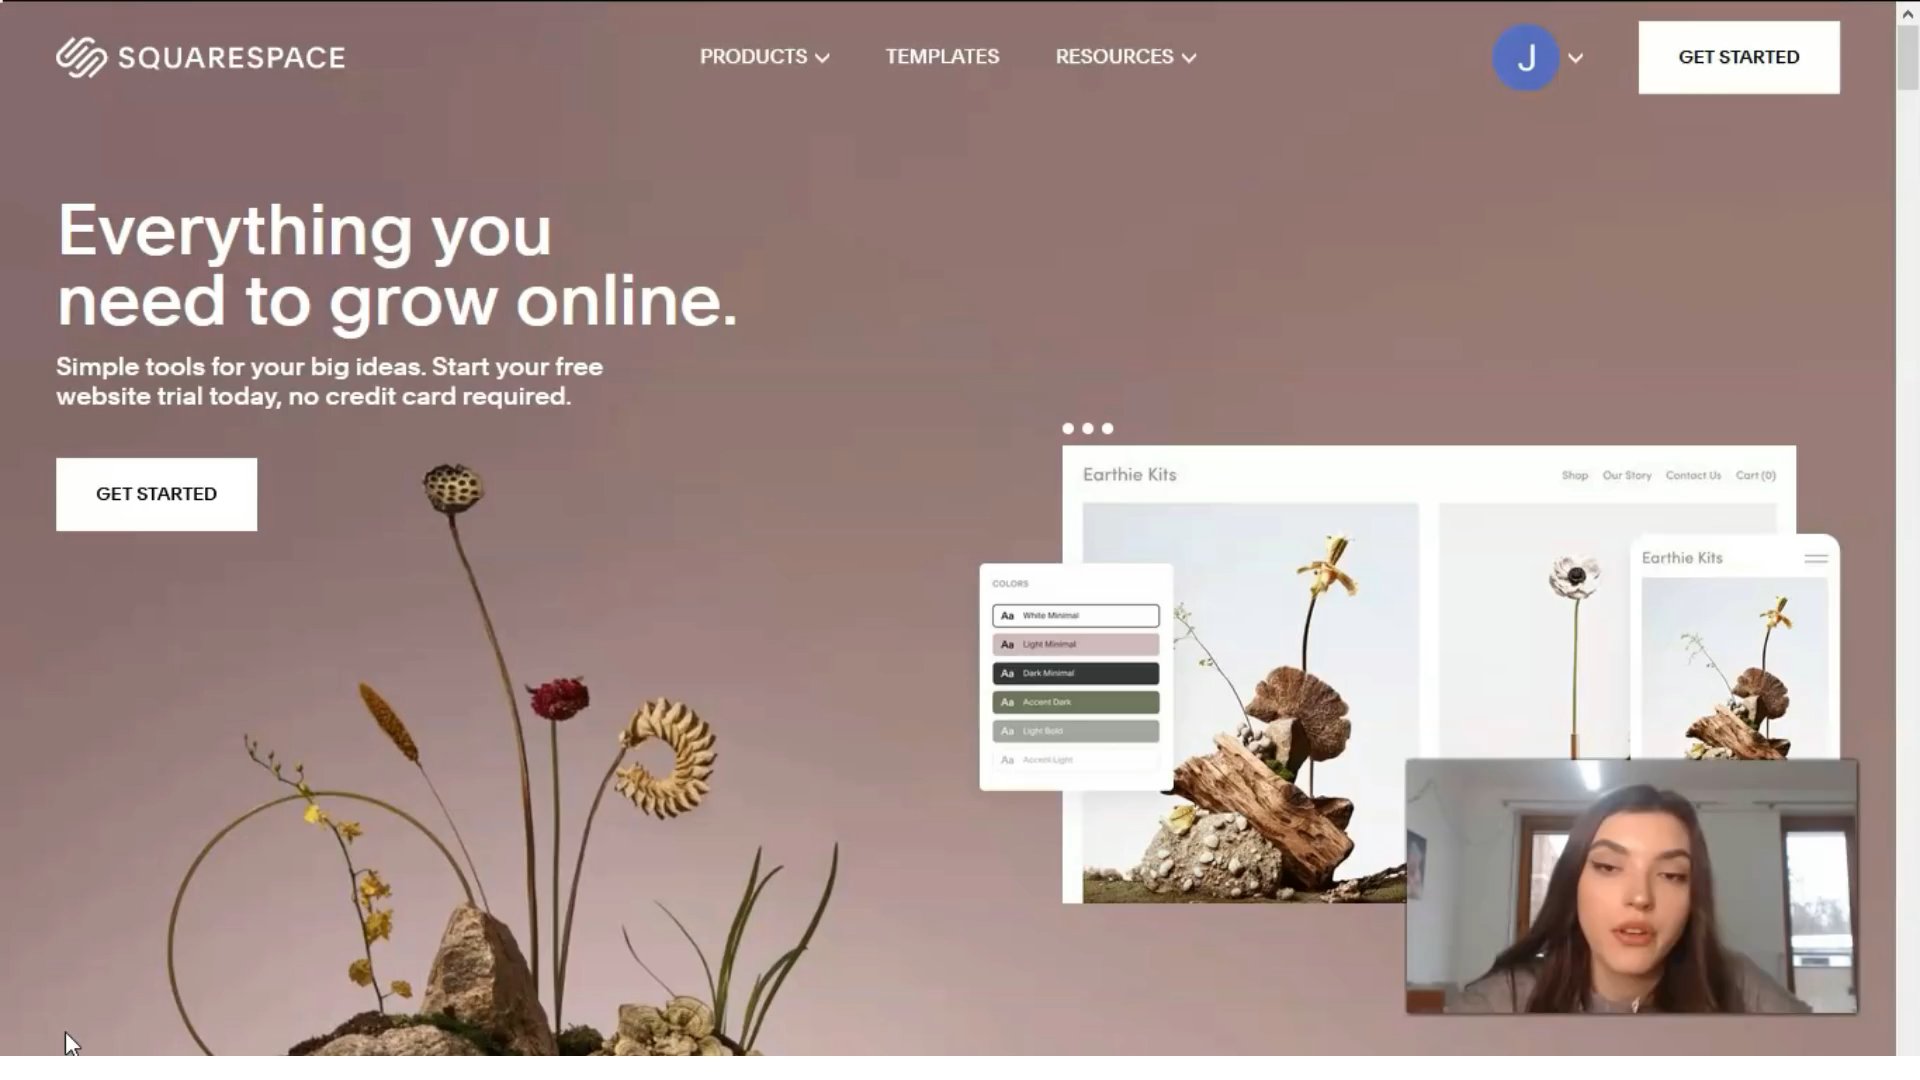 SQUARESPACE
PRODUCTS
TEMPLATES
RESOURCES
J
GET STARTED
Everything you
need to grow online.
Simple tools for your big ideas. Start your free
website trial today, no credit card required.
GET STARTED
Earthie Kits
Shop
Our Story
Contact Us
Cart (0)
Earthie Kits
COLORS
Aa White Minimal
Aa Light Minimal
Aa Dark Minimal
Aa Accent Dark
Aa Light Bold
Aa Accent Light